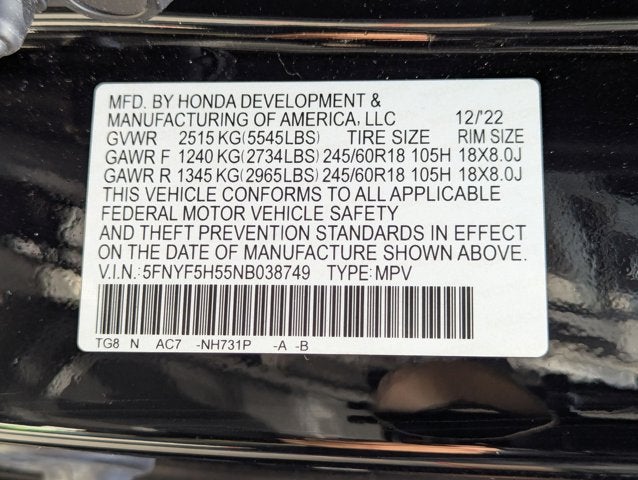 MFD. BY HONDA DEVELOPMENT &
MANUFACTURING OF AMERICA, LLC 12/'22
GVWR 2515 KG(5545LBS) TIRE SIZE RIM SIZE
GAWR F 1240 KG(2734LBS) 245/60R18 105H 18X8.0J
GAWR R 1345 KG(2965LBS) 245/60R18 105H 18X8.0J
THIS VEHICLE CONFORMS TO ALL APPLICABLE
FEDERAL MOTOR VEHICLE SAFETY
AND THEFT PREVENTION STANDARDS IN EFFECT
ON THE DATE OF MANUFACTURE SHOWN ABOVE.
V.I.N.:5FNYF5H55NB038749 TYPE:MPV
TG8 N AC7 -NH731P -A -B